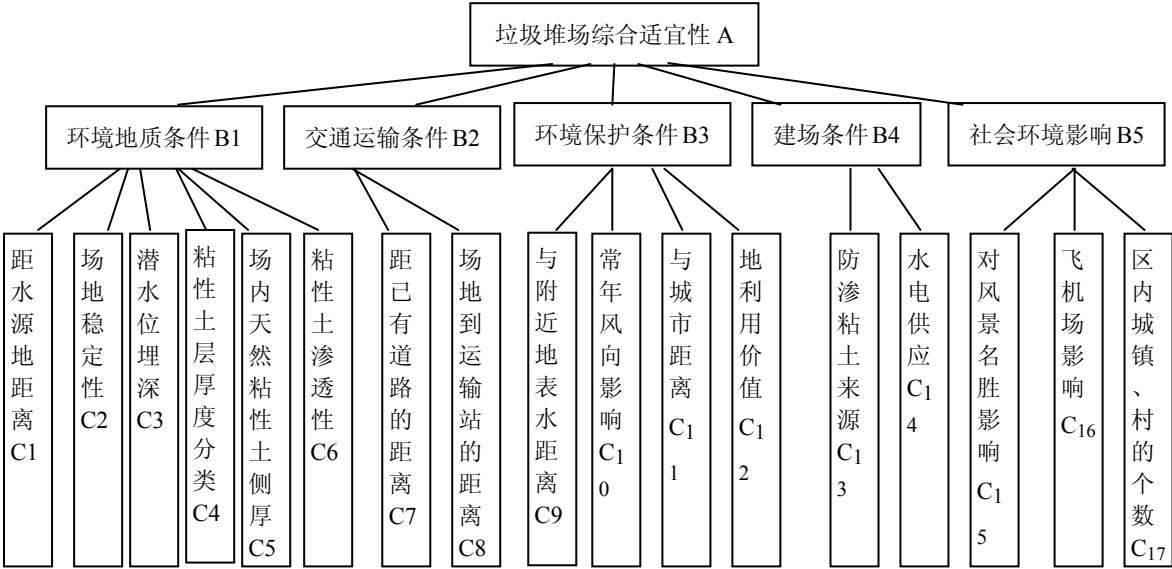 垃圾堆场综合适宜性 A
环境地质条件 B1
交通运输条件 B2
环境保护条件 B3
建场条件 B4
社会环境影响 B5
距水源地距离 C1
场地稳定性 C2
潜水位埋深 C3
粘性土层厚度分类 C4
场内天然粘性土侧厚 C5
粘性土渗透性 C6
距已有道路的距离 C7
场地到运输站的距离 C8
与附近地表水距离 C9
常年风向影响 C10
与城市距离 C11
地利用价值 C12
防渗粘土来源 C13
水电供应 C14
对风景名胜影响 C15
飞机场影响 C16
区内城镇、村的个数 C17